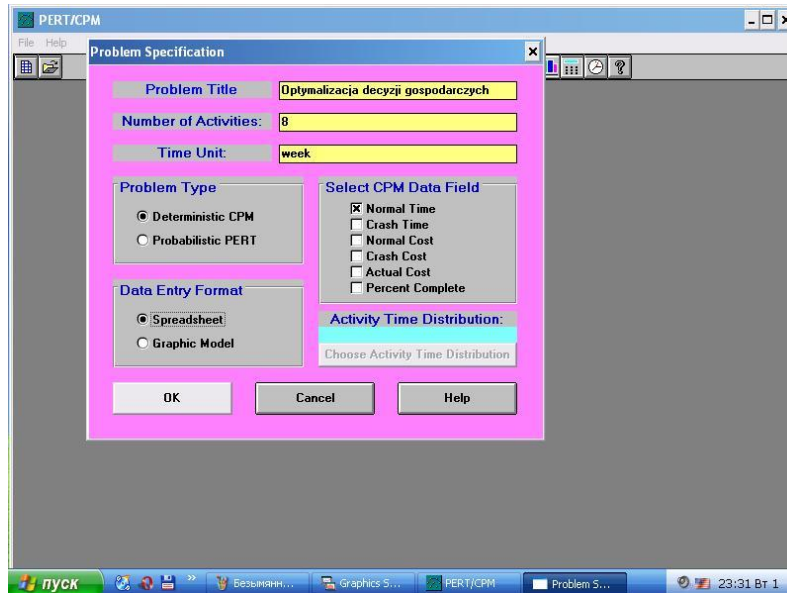 PERT/CPM
File Help
Problem Specification
Problem Title
Optymalizacja decyzji gospodarczych
Number of Activities:
8
Time Unit:
week
Problem Type
Deterministic CPM
Probabilistic PERT
Select CPM Data Field
Normal Time
Crash Time
Normal Cost
Crash Cost
Actual Cost
Percent Complete
Data Entry Format
Spreadsheet
Graphic Model
Activity Time Distribution:
Choose Activity Time Distribution
OK Cancel Help
пуск Безымянн... Graphics S... PERT/CPM Problem S... 23:31 Вт 1